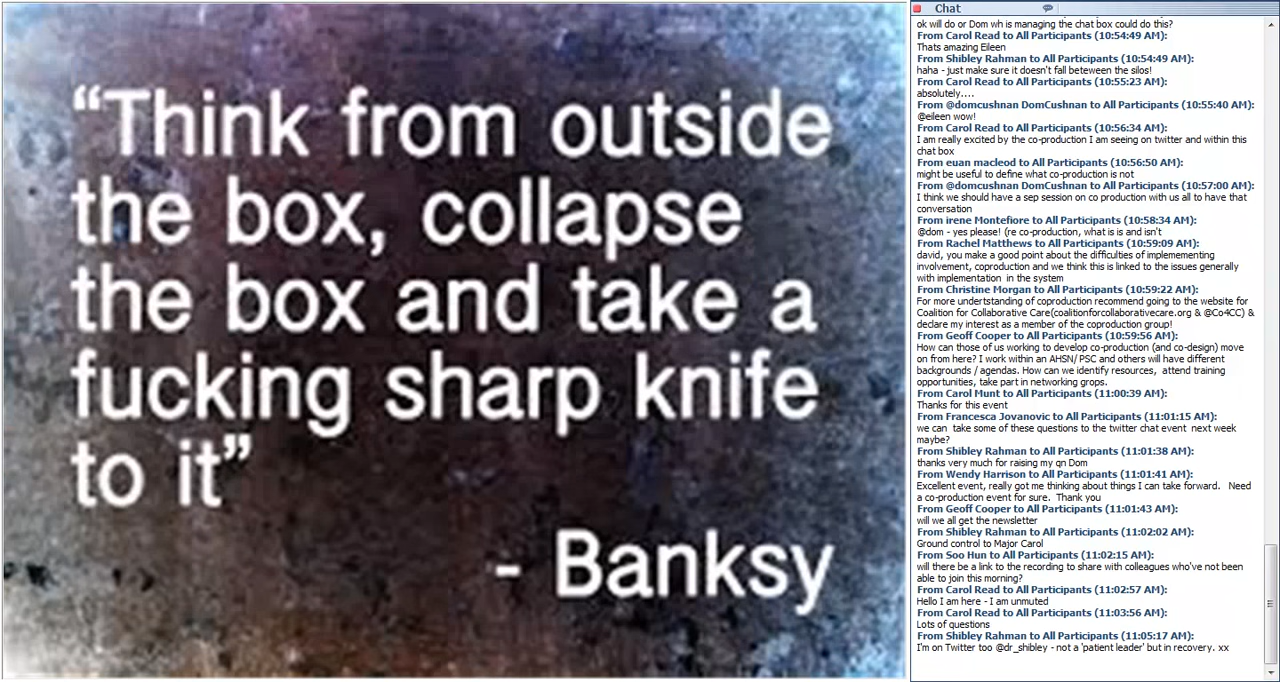 “Think from outside
the box, collapse
the box and take a
fucking sharp knife
to it”
- Banksy
Chat
ok will do or Dom wh is managing the chat box could do this?
From Carol Read to All Participants (10:54:49 AM):
Thats amazing Eileen
From Shibley Rahman to All Participants (10:54:49 AM):
haha - just make sure it doesn't fall beteween the silos!
From Carol Read to All Participants (10:55:23 AM):
absolutely....
From @domcushnan DomCushnan to All Participants (10:55:40 AM):
@eileen wow!
From Carol Read to All Participants (10:56:34 AM):
I am really excited by the co-production I am seeing on twitter and within this
chat box
From euan macleod to All Participants (10:56:50 AM):
might be useful to define what co-production is not
From @domcushnan DomCushnan to All Participants (10:57:00 AM):
I think we should have a sep session on co production with us all to have that
conversation
From irene Montefiore to All Participants (10:58:34 AM):
@dom - yes please! (re co-production, what is is and isn't
From Rachel Matthews to All Participants (10:59:09 AM):
david, you make a good point about the difficulties of implemementing
involvement, coproduction and we think this is linked to the issues generally
with implementation in the system
From Christine Morgan to All Participants (10:59:22 AM):
For more undertstanding of coproduction recommend going to the website for
Coalition for Collaborative Care(coalitionforcollaborativecare.org & @Co4CC) &
declare my interest as a member of the coproduction group!
From Geoff Cooper to All Participants (10:59:56 AM):
How can those of us working to develop co-production (and co-design) move
on from here? I work within an AHSN/ PSC and others will have different
backgrounds / agendas. How can we identify resources, attend training
opportunities, take part in networking grops.
From Carol Munt to All Participants (11:00:39 AM):
Thanks for this event
From Francesca Jovanovic to All Participants (11:01:15 AM):
we can take some of these questions to the twitter chat event next week
maybe?
From Shibley Rahman to All Participants (11:01:38 AM):
thanks very much for raising my qn Dom
From Wendy Harrison to All Participants (11:01:41 AM):
Excellent event, really got me thinking about things I can take forward. Need
a co-production event for sure. Thank you
From Geoff Cooper to All Participants (11:01:43 AM):
will we all get the newsletter
From Shibley Rahman to All Participants (11:02:02 AM):
Ground control to Major Carol
From Soo Hun to All Participants (11:02:15 AM):
will there be a link to the recording to share with colleagues who've not been
able to join this morning?
From Carol Read to All Participants (11:02:57 AM):
Hello I am here - I am unmuted
From Carol Read to All Participants (11:03:56 AM):
Lots of questions
From Shibley Rahman to All Participants (11:05:17 AM):
I'm on Twitter too @dr_shibley - not a 'patient leader' but in recovery. xx